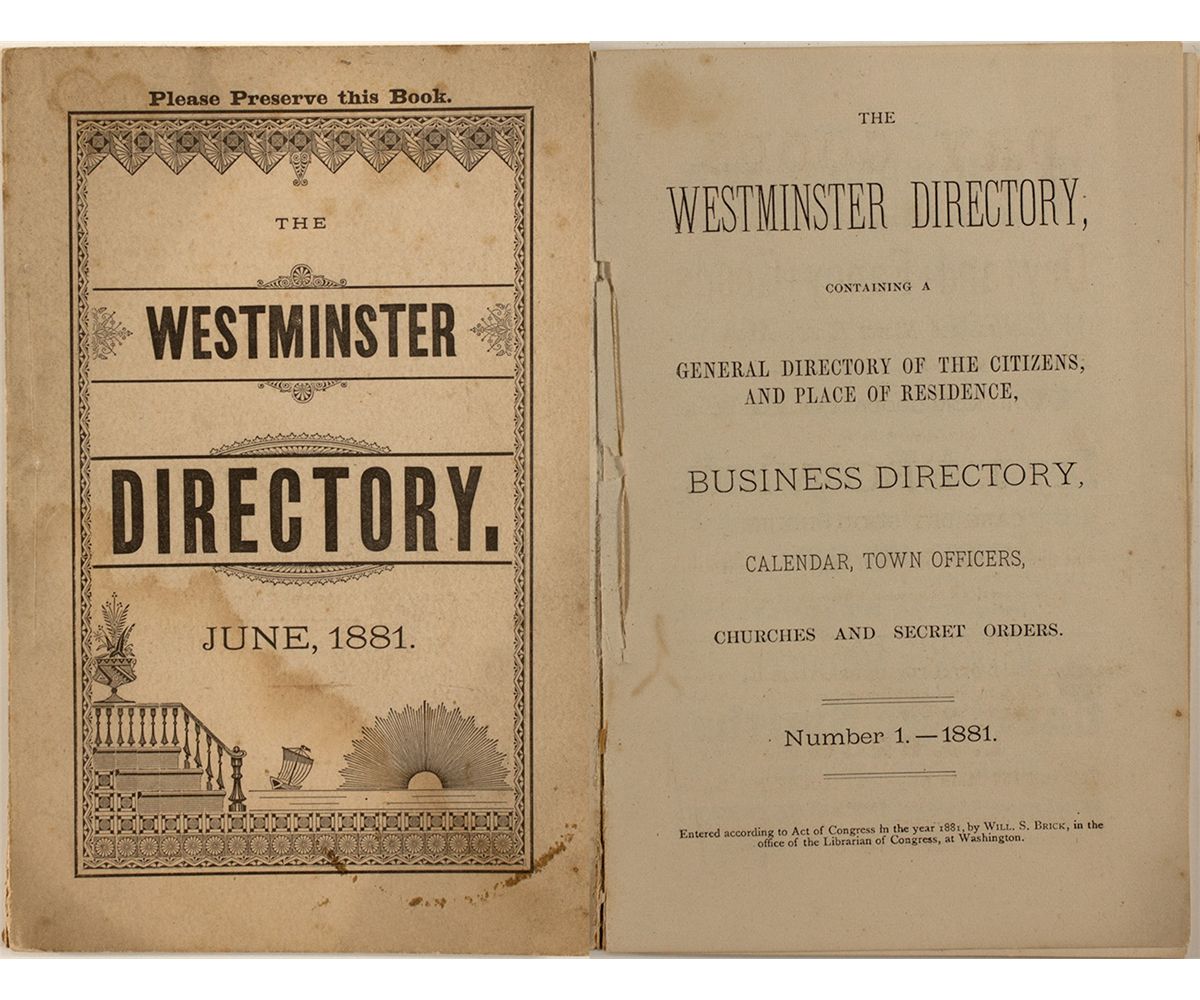 Please Preserve this Book.
THE
WESTMINSTER
DIRECTORY.
JUNE, 1881.
THE
WESTMINSTER DIRECTORY,
CONTAINING A
GENERAL DIRECTORY OF THE CITIZENS,
AND PLACE OF RESIDENCE,
BUSINESS DIRECTORY,
CALENDAR, TOWN OFFICERS,
CHURCHES AND SECRET ORDERS.
Number 1.—1881.
Entered according to Act of Congress in the year 1881, by WILL. S. BRICK, in the
office of the Librarian of Congress, at Washington.